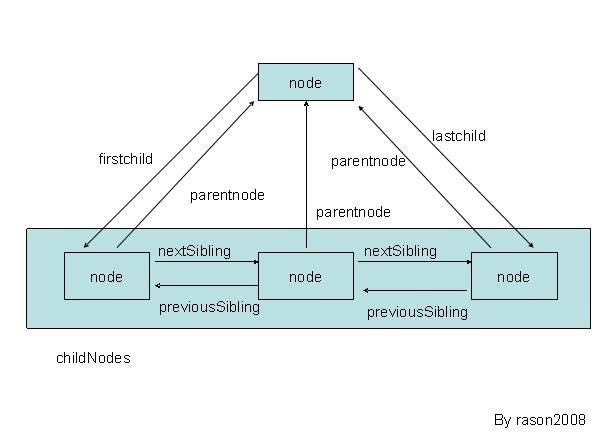 node
firstchild
lastchild
parentnode
parentnode
parentnode
nextSibling
nextSibling
node
node
node
previousSibling
previousSibling
childNodes
By rason2008